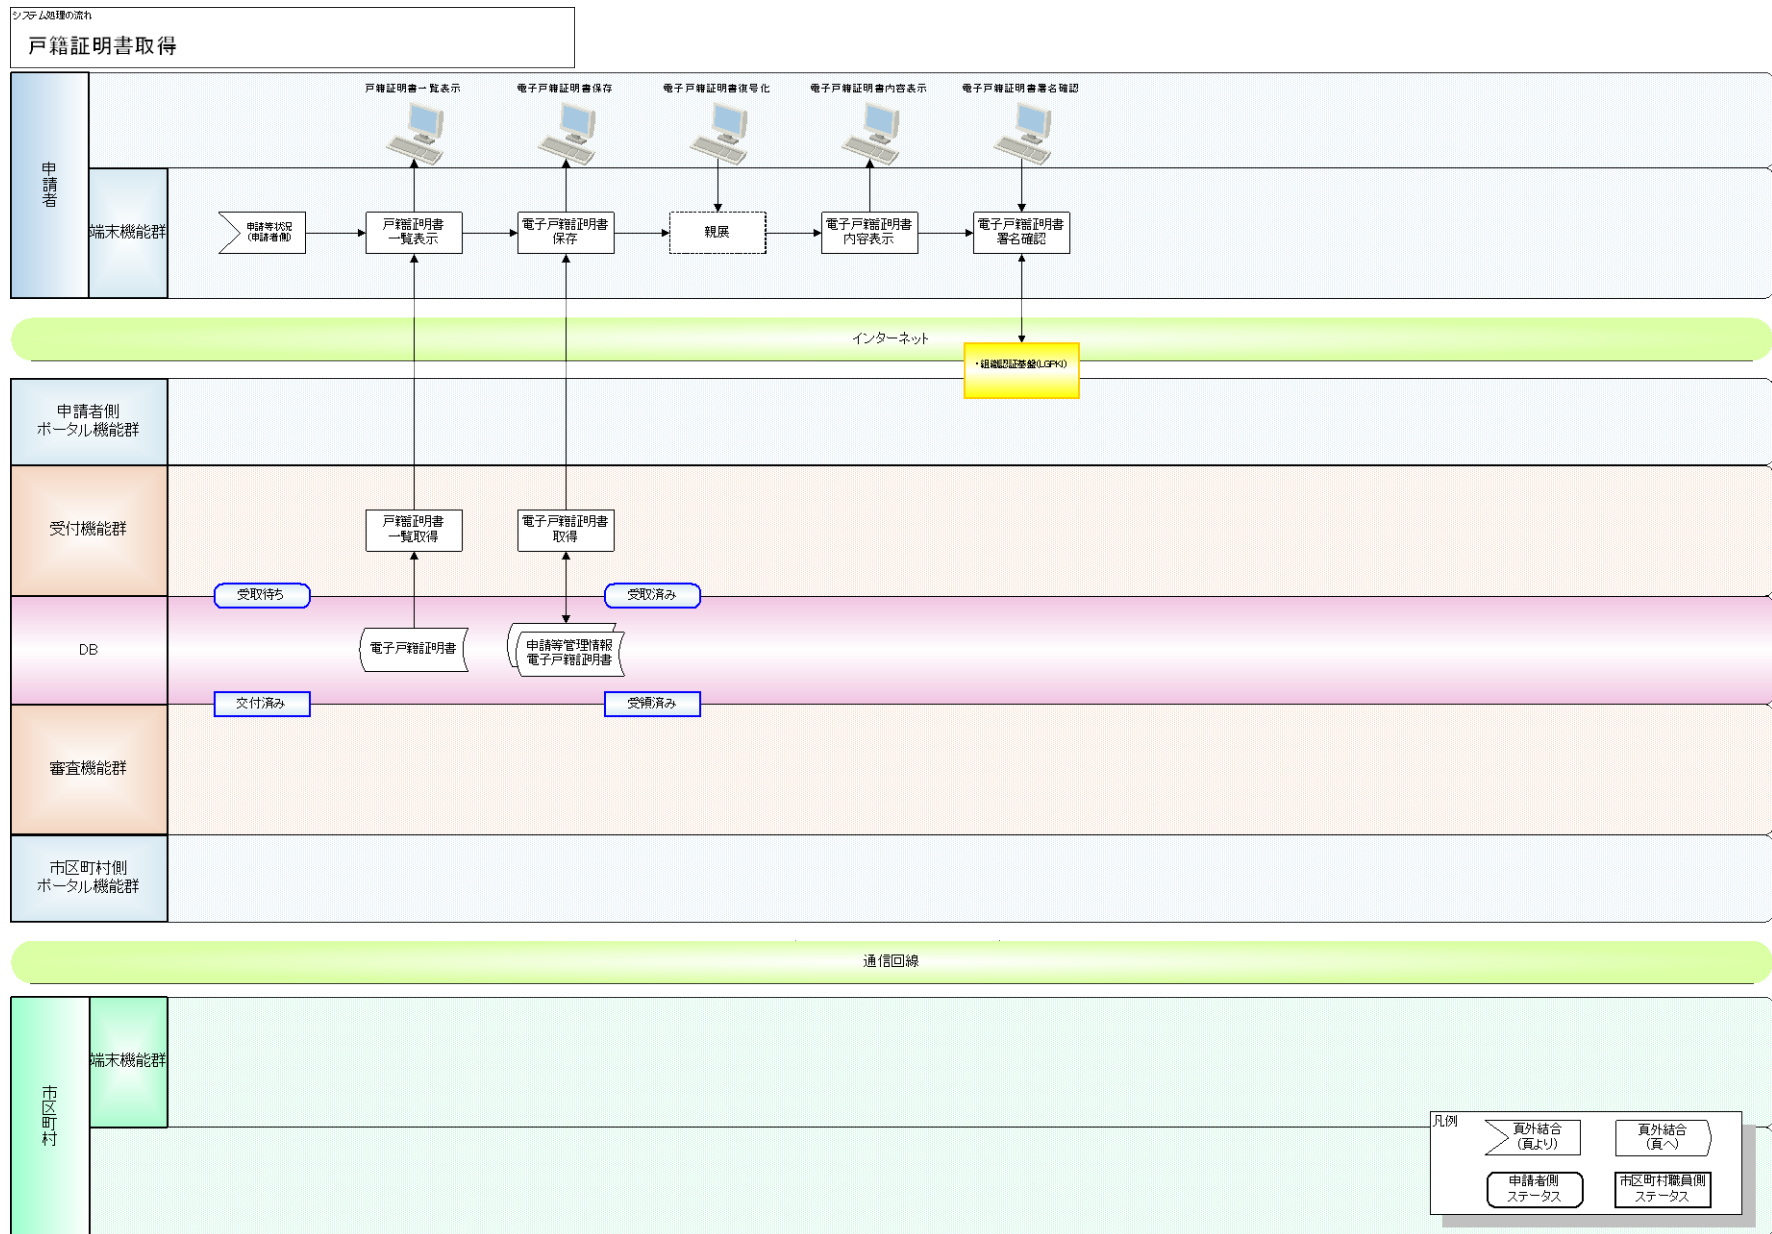 システム処理の流れ
戸籍証明書取得
戸籍証明書一覧表示
電子戸籍証明書保存
電子戸籍証明書復号化
電子戸籍証明書内容表示
電子戸籍証明書署名確認
申請者
端末機能群
申請等状況
(申請者側)
戸籍証明書
一覧表示
電子戸籍証明書
保存
親展
電子戸籍証明書
内容表示
電子戸籍証明書
署名確認
インターネット
・組織認証基盤(LGPKI)
申請者側
ポータル機能群
受付機能群
戸籍証明書
一覧取得
電子戸籍証明書
取得
受取待ち
受取済み
DB
電子戸籍証明書
申請等管理情報
電子戸籍証明書
交付済み
受領済み
審査機能群
市区町村側
ポータル機能群
通信回線
市区町村
端末機能群
凡例
頁外結合
(頁より)
頁外結合
(頁へ)
申請者側
ステータス
市区町村職員側
ステータス